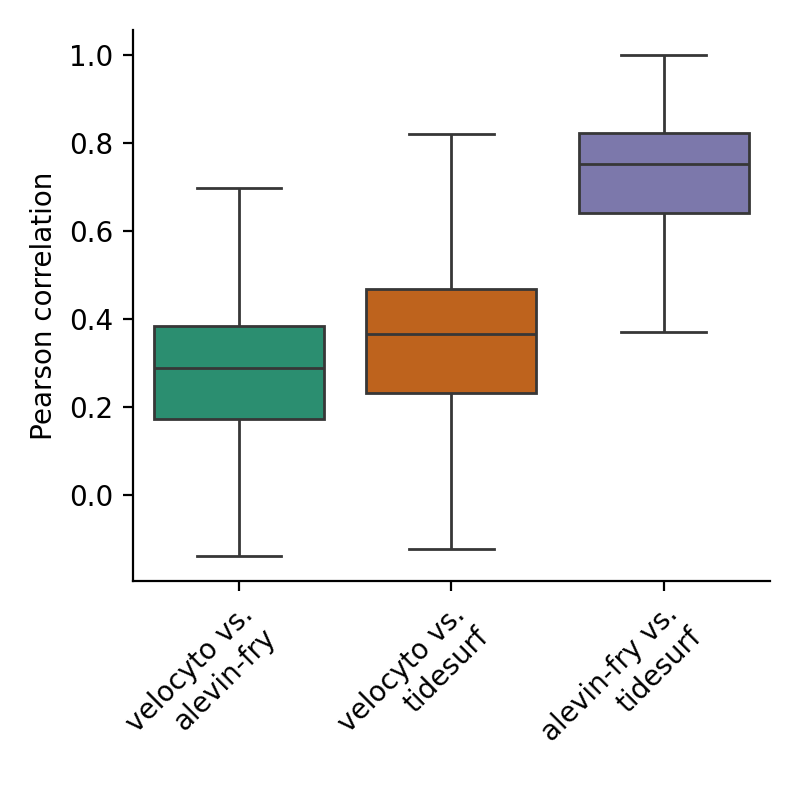 Pearson correlation
1.0
0.8
0.6
0.4
0.2
0.0
velocyto vs.
alevin-fry
velocyto vs.
tidesurf
alevin-fry vs.
tidesurf